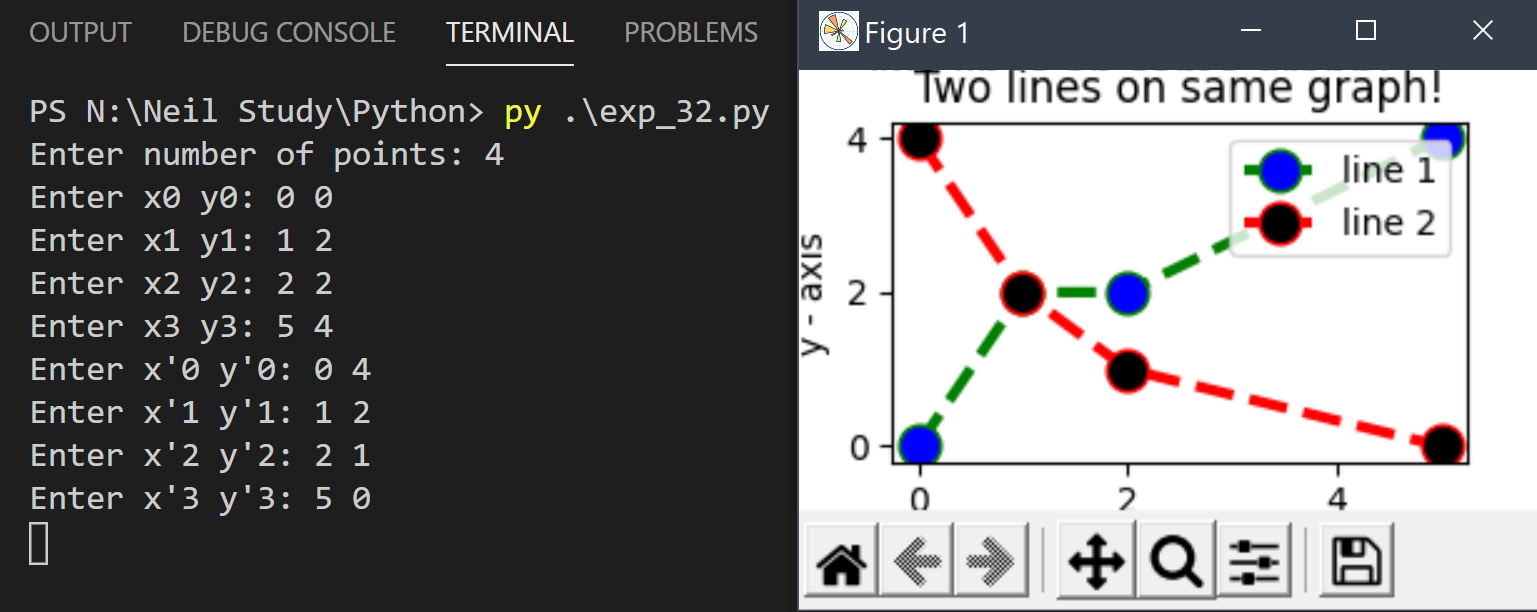 OUTPUT DEBUG CONSOLE TERMINAL PROBLEMS
PS N:\Neil Study\Python> py .\exp_32.py
Enter number of points: 4
Enter x0 y0: 0 0
Enter x1 y1: 1 2
Enter x2 y2: 2 2
Enter x3 y3: 5 4
Enter x'0 y'0: 0 4
Enter x'1 y'1: 1 2
Enter x'2 y'2: 2 1
Enter x'3 y'3: 5 0
Figure 1
Two lines on same graph!
line 1
line 2
y - axis
4
2
0
0 2 4